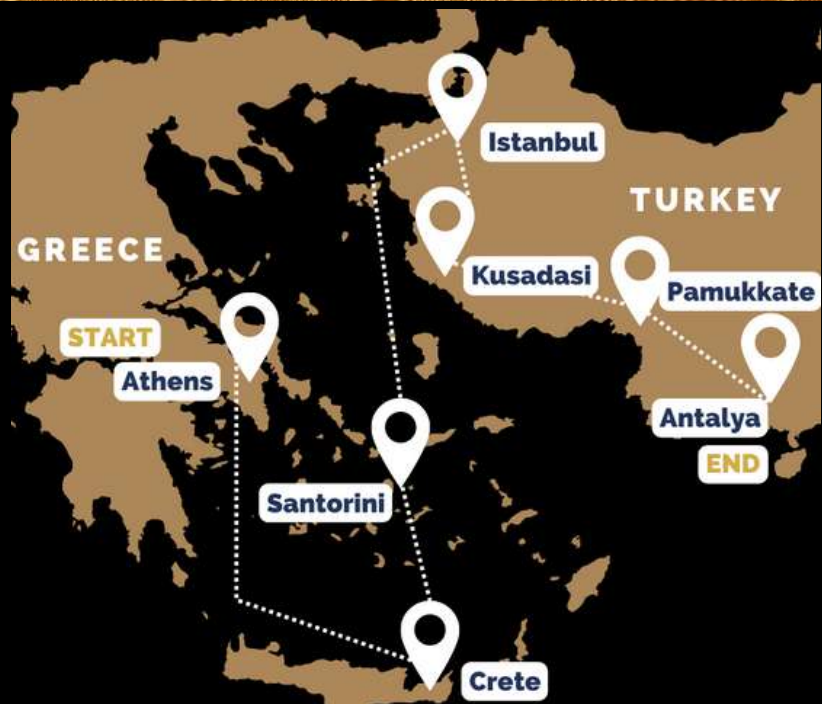 Istanbul
TURKEY
GREECE
Kusadasi
Pamukkate
START
Athens
Antalya
END
Santorini
Crete